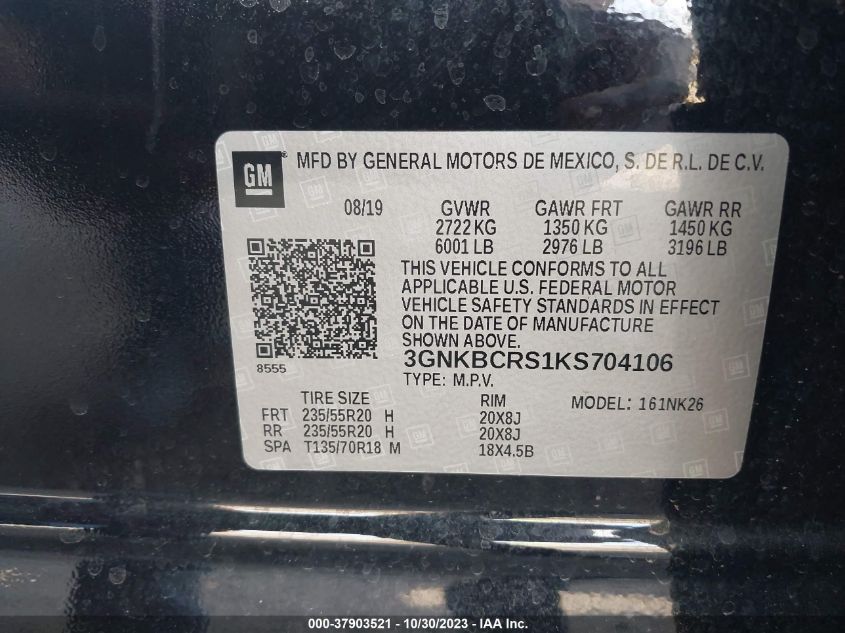 GM ® MFD BY GENERAL MOTORS DE MEXICO, S. DE R.L. DE C.V.
08/19 GVWR GAWR FRT GAWR RR
2722 KG 1350 KG 1450 KG
6001 LB 2976 LB 3196 LB
THIS VEHICLE CONFORMS TO ALL
APPLICABLE U.S. FEDERAL MOTOR
VEHICLE SAFETY STANDARDS IN EFFECT
ON THE DATE OF MANUFACTURE
SHOWN ABOVE.
8555
3GNKBCRS1KS704106
TYPE: M.P.V.
TIRE SIZE RIM MODEL: 161NK26
FRT 235/55R20 H 20X8J
RR 235/55R20 H 20X8J
SPA T135/70R18 M 18X4.5B
000-37903521 - 10/30/2023 - IAAI.com.